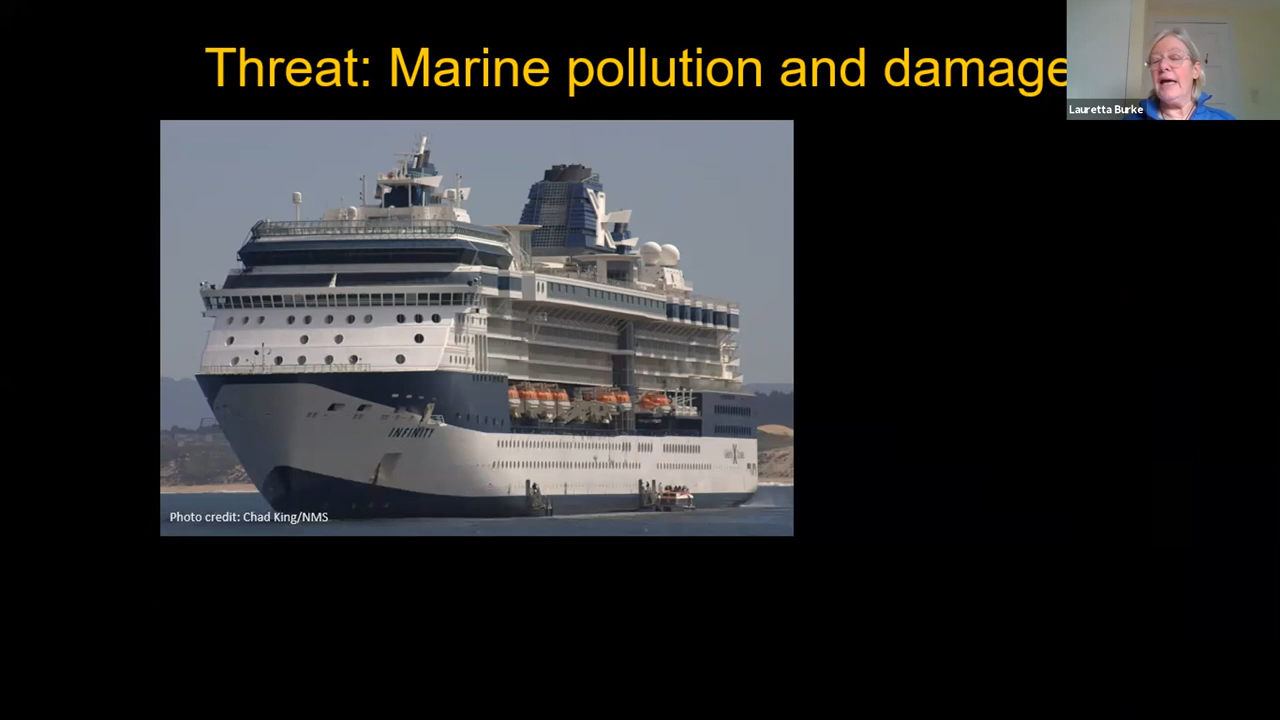 Threat: Marine pollution and damage
Lauretta Burke
INFINITY
X
Photo credit: Chad King/NMS